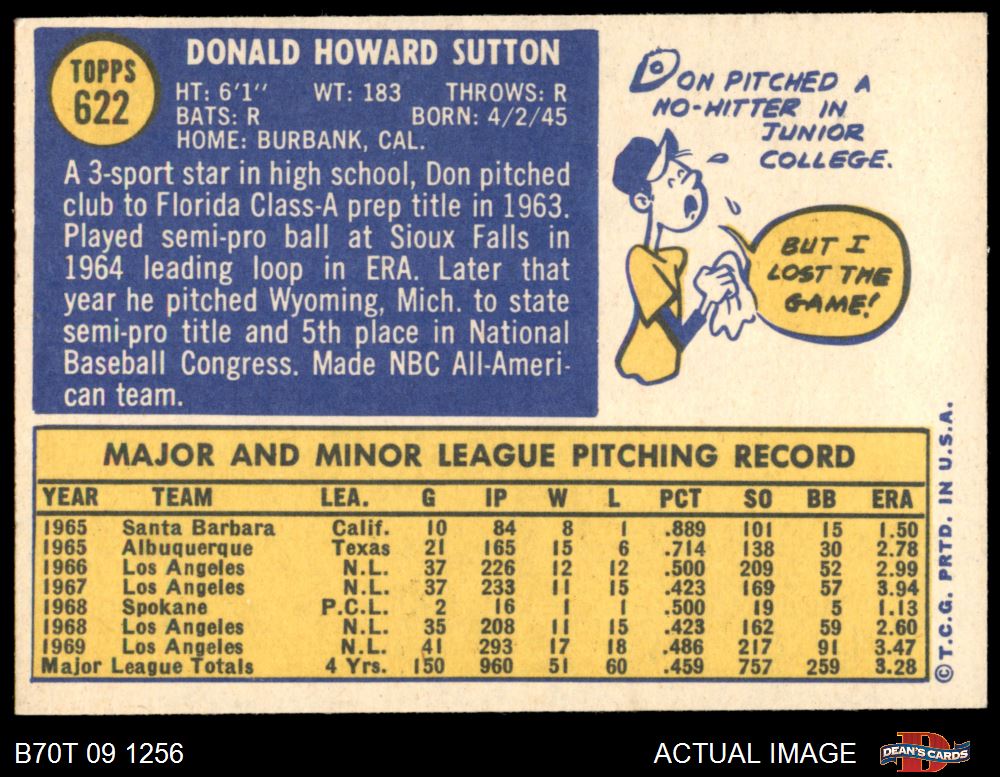 TOPPS
622
DONALD HOWARD SUTTON
HT: 6'1" WT: 183 THROWS: R
BATS: R BORN: 4/2/45
HOME: BURBANK, CAL.
A 3-sport star in high school, Don pitched
club to Florida Class-A prep title in 1963.
Played semi-pro ball at Sioux Falls in
1964 leading loop in ERA. Later that
year he pitched Wyoming, Mich. to state
semi-pro title and 5th place in National
Baseball Congress. Made NBC All-Ameri-
can team.
DON PITCHED A
NO-HITTER IN
JUNIOR
COLLEGE.
BUT I
LOST THE
GAME!
MAJOR AND MINOR LEAGUE PITCHING RECORD
YEAR TEAM LEA. G IP W L PCT SO BB ERA
1965 Santa Barbara Calif. 10 84 8 1 .889 101 15 1.50
1965 Albuquerque Texas 21 165 15 6 .714 138 30 2.78
1966 Los Angeles N.L. 37 226 12 12 .500 209 52 2.99
1967 Los Angeles N.L. 37 233 11 15 .423 169 57 3.94
1968 Spokane P.C.L. 2 16 1 1 .500 19 5 1.13
1968 Los Angeles N.L. 35 208 11 15 .423 162 59 2.60
1969 Los Angeles N.L. 41 293 17 18 .486 217 91 3.47
Major League Totals 4 Yrs. 150 960 51 60 .459 757 259 3.28
© T.C.G. PRTD. IN U.S.A.
B70T 09 1256
ACTUAL IMAGE
DEAN'S CARDS